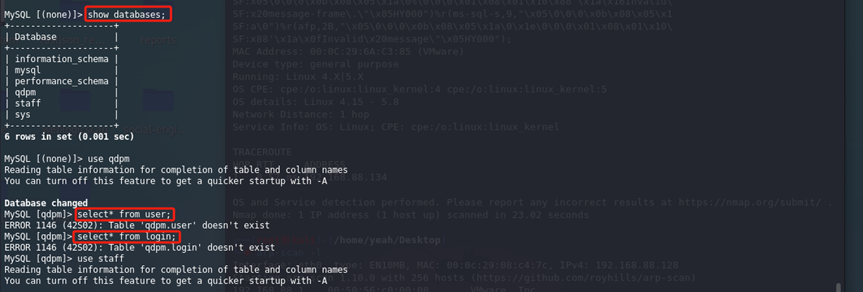 MySQL [(none)]> show databases;
+--------------------+
| Database           |
+--------------------+
| information_schema |
| mysql              |
| performance_schema |
| qdpm               |
| staff              |
| sys                |
+--------------------+
6 rows in set (0.001 sec)
MySQL [(none)]> use qdpm
Reading table information for completion of table and column names
You can turn off this feature to get a quicker startup with -A
Database changed
MySQL [qdpm]> select* from user;
ERROR 1146 (42S02): Table 'qdpm.user' doesn't exist
MySQL [qdpm]> select* from login;
ERROR 1146 (42S02): Table 'qdpm.login' doesn't exist
MySQL [qdpm]> use staff
Reading table information for completion of table and column names
You can turn off this feature to get a quicker startup with -A
MAC Address: 00:0C:29:6A:C3:85 (VMware)
Device type: general purpose
Running: Linux 4.X|5.X
OS CPE: cpe:/o:linux:linux_kernel:4 cpe:/o:linux:linux_kernel:5
OS details: Linux 4.15 - 5.8
Network Distance: 1 hop
Service Info: OS: Linux; CPE: cpe:/o:linux:linux_kernel
TRACEROUTE
ADDRESS
.88.134
OS and Service detection performed. Please report any incorrect results at https://nmap.org/submit/ .
Nmap done: 1 IP address (1 host up) scanned in 23.02 seconds
[/home/yeah/Desktop]